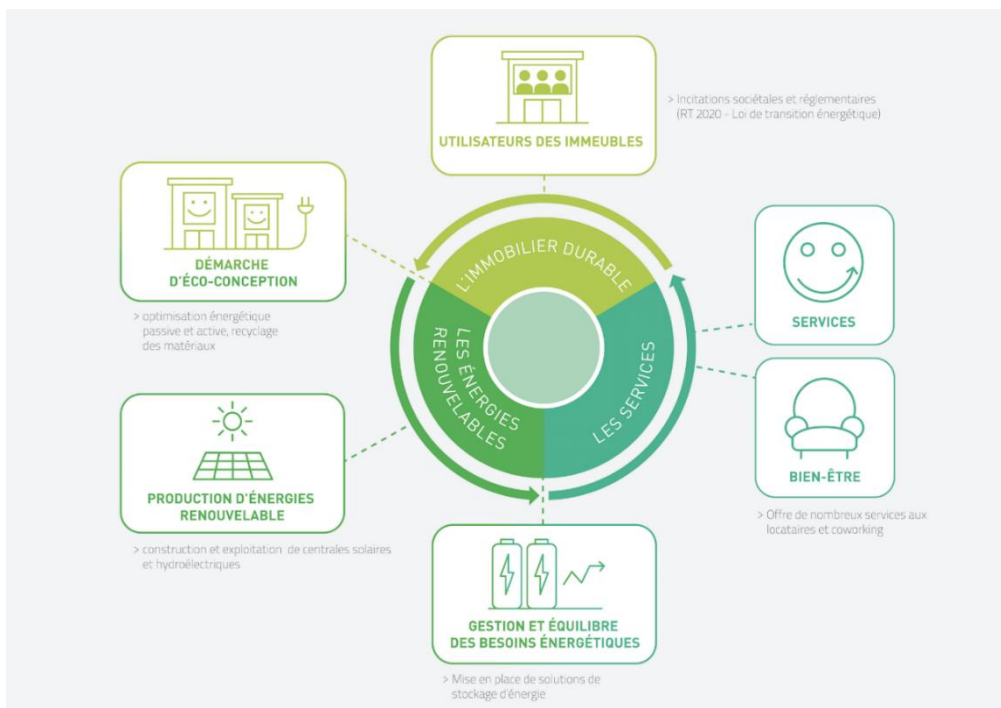 UTILISATEURS DES IMMEUBLES
> Incitations sociétales et réglementaires
(RT 2020 - Loi de transition énergétique)
DÉMARCHE
D'ÉCO-CONCEPTION
> optimisation énergétique
passive et active, recyclage
des matériaux
L'IMMOBILIER DURABLE
LES ÉNERGIES
RENOUVELABLES
LES SERVICES
SERVICES
BIEN-ÊTRE
> Offre de nombreux services aux
locataires et coworking
PRODUCTION D'ÉNERGIES
RENOUVELABLE
> construction et exploitation de centrales solaires
et hydroélectriques
GESTION ET ÉQUILIBRE
DES BESOINS ÉNERGÉTIQUES
> Mise en place de solutions de
stockage d'énergie